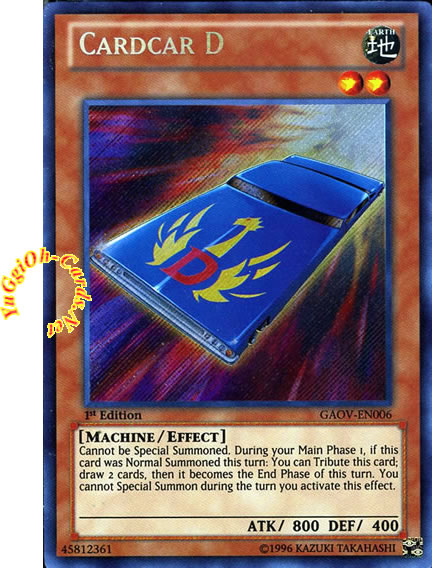 CARDCAR D
EARTH
地
YuGgiOh-Cards.Net
D
1st Edition
GAOV-EN006
[MACHINE/EFFECT]
Cannot be Special Summoned. During your Main Phase 1, if this
card was Normal Summoned this turn: You can Tribute this card;
draw 2 cards, then it becomes the End Phase of this turn. You
cannot Special Summon during the turn you activate this effect.
ATK/ 800 DEF/ 400
45812361
©1996 KAZUKI TAKAHASHI